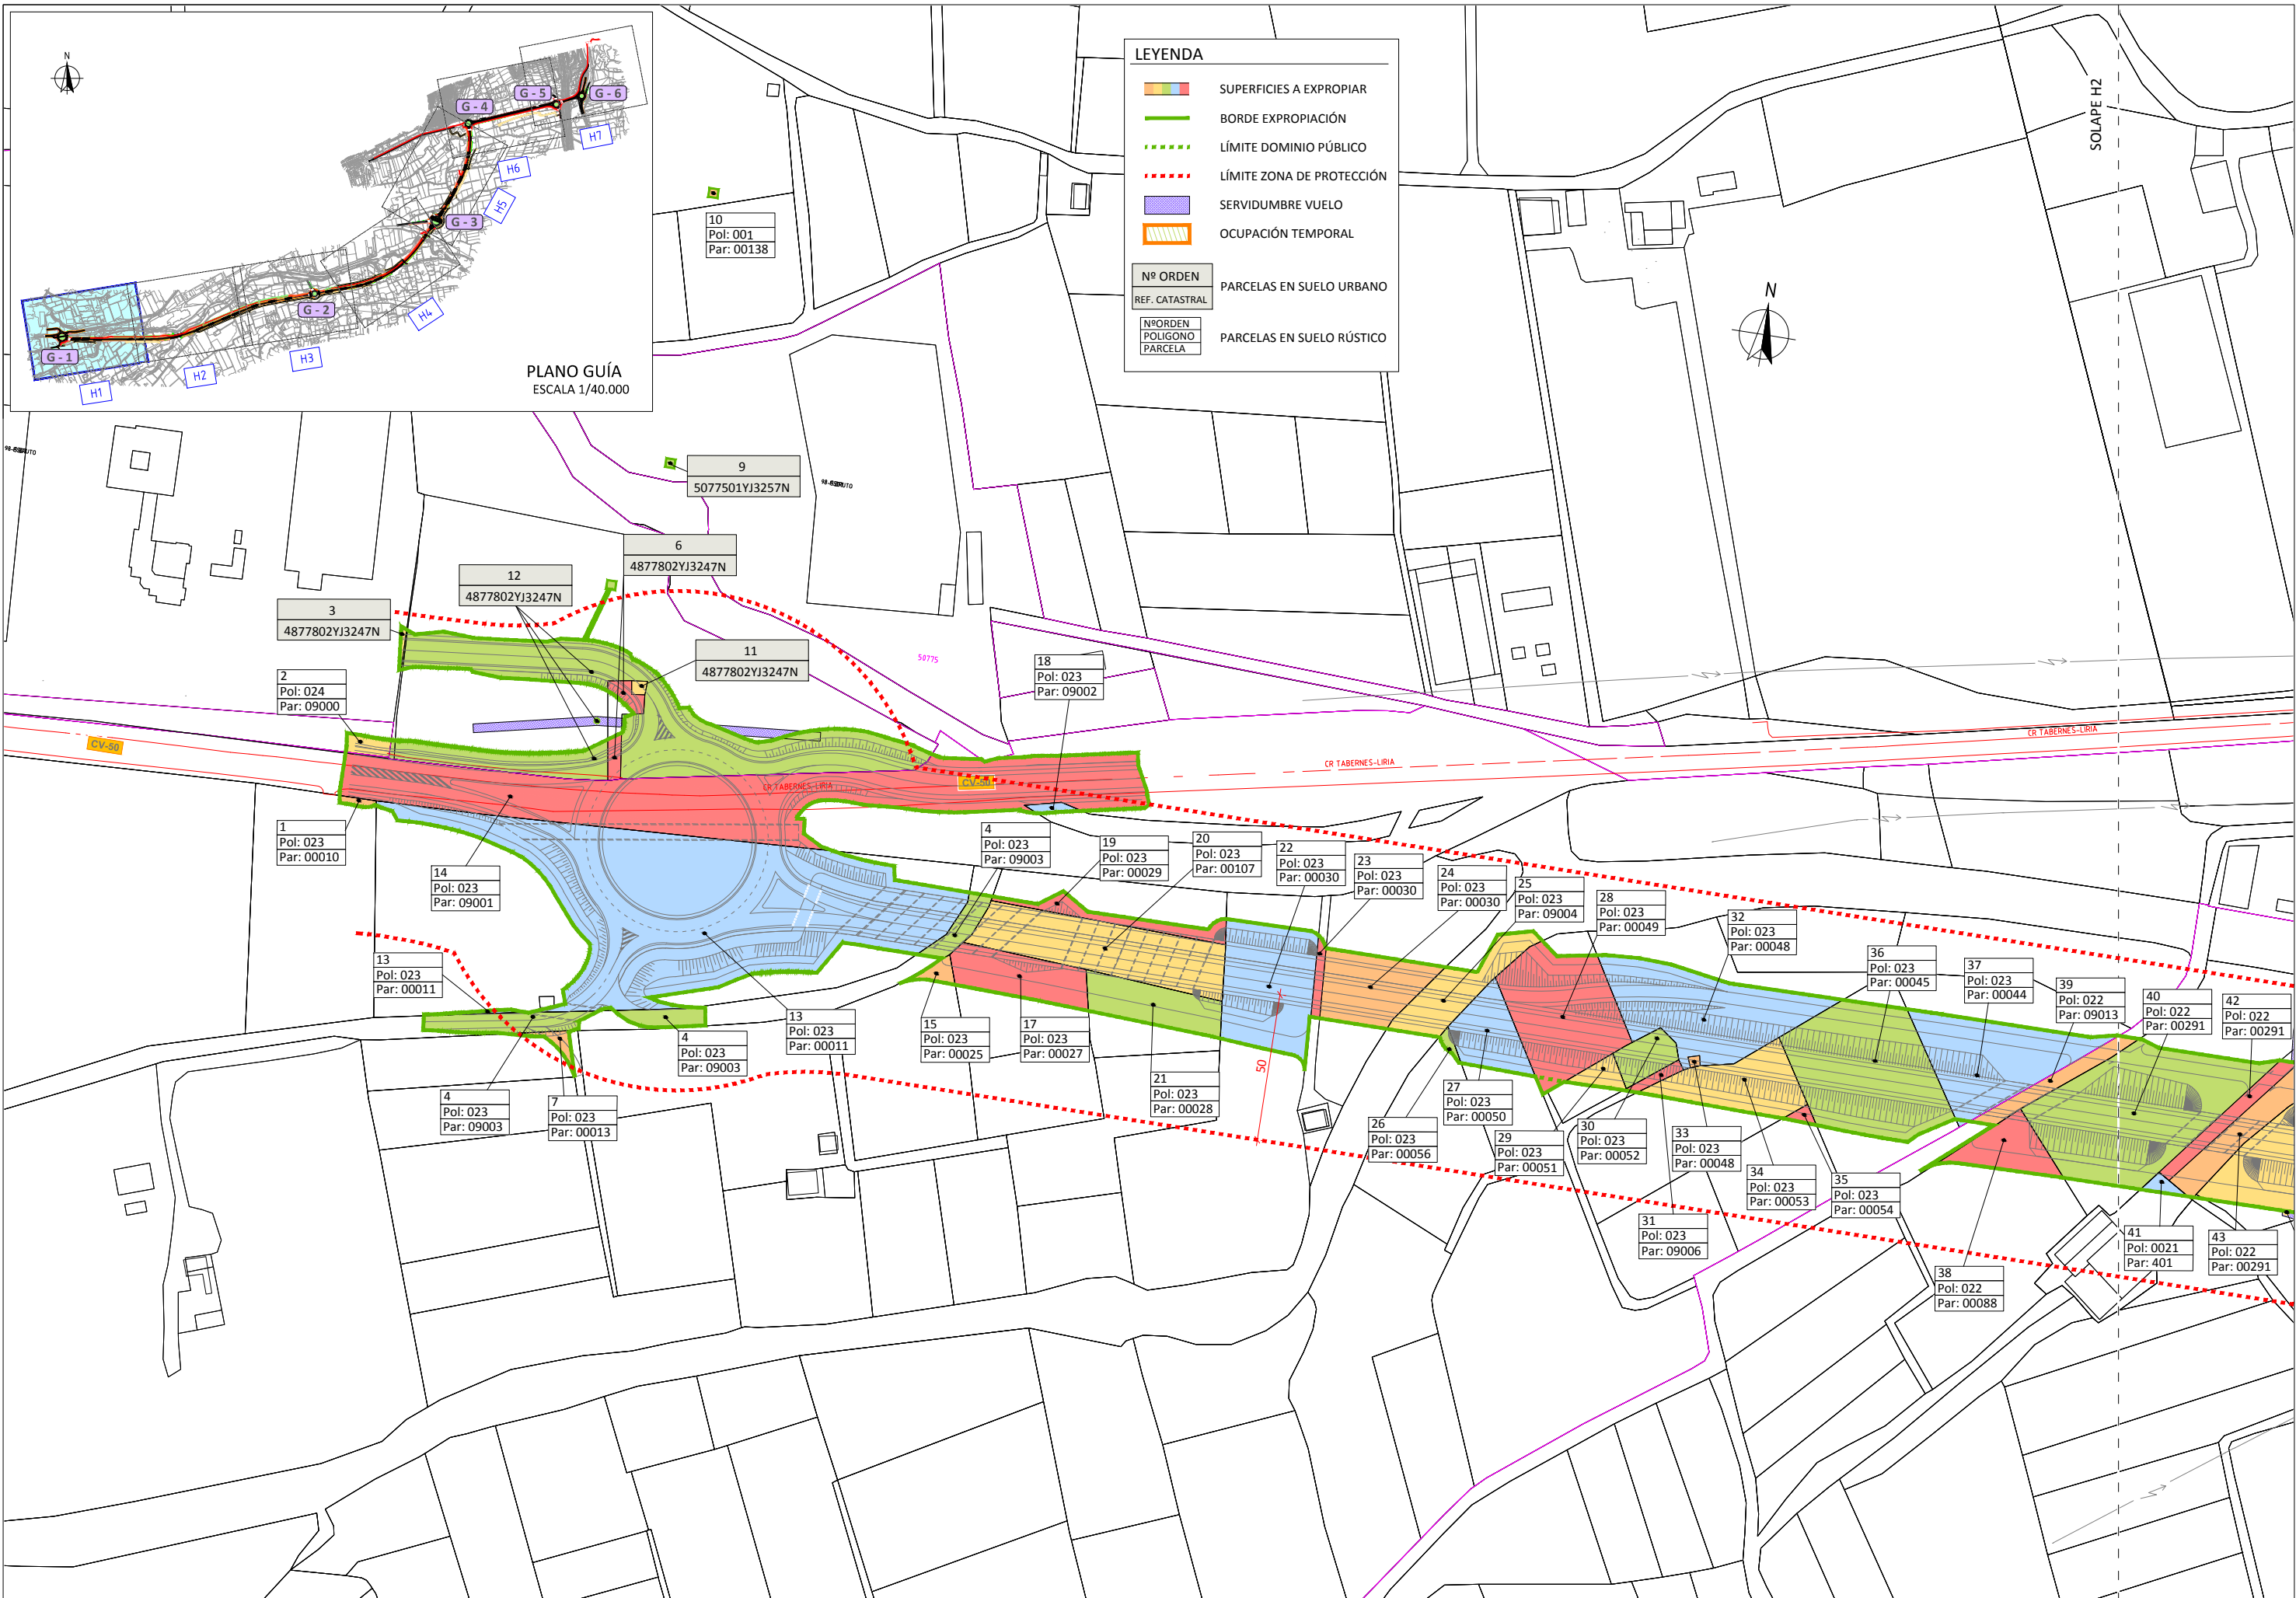 N
G - 4
G - 5
G - 6
H7
H6
H5
G - 3
H4
G - 2
G - 1
H3
H2
H1
PLANO GUÍA
ESCALA 1/40.000
LEYENDA
SUPERFICIES A EXPROPIAR
BORDE EXPROPIACIÓN
LÍMITE DOMINIO PÚBLICO
LÍMITE ZONA DE PROTECCIÓN
SERVIDUMBRE VUELO
OCUPACIÓN TEMPORAL
Nº ORDEN
REF. CATASTRAL
PARCELAS EN SUELO URBANO
NºORDEN
POLIGONO
PARCELA
PARCELAS EN SUELO RÚSTICO
SOLAPE H2
N
10
Pol: 001
Par: 00138
9
5077501YJ3257N
6
4877802YJ3247N
12
4877802YJ3247N
3
4877802YJ3247N
11
4877802YJ3247N
50775
2
Pol: 024
Par: 09000
18
Pol: 023
Par: 09002
CV-50
CR TABERNES-LIRIA
CV-50
CR TABERNES-LIRIA
CR TABERNES-LIRIA
1
Pol: 023
Par: 00010
14
Pol: 023
Par: 09001
4
Pol: 023
Par: 09003
19
Pol: 023
Par: 00029
20
Pol: 023
Par: 00107
22
Pol: 023
Par: 00030
23
Pol: 023
Par: 00030
24
Pol: 023
Par: 00030
25
Pol: 023
Par: 09004
28
Pol: 023
Par: 00049
32
Pol: 023
Par: 00048
36
Pol: 023
Par: 00045
37
Pol: 023
Par: 00044
39
Pol: 022
Par: 09013
40
Pol: 022
Par: 00291
42
Pol: 022
Par: 00291
13
Pol: 023
Par: 00011
13
Pol: 023
Par: 00011
15
Pol: 023
Par: 00025
17
Pol: 023
Par: 00027
4
Pol: 023
Par: 09003
4
Pol: 023
Par: 09003
7
Pol: 023
Par: 00013
21
Pol: 023
Par: 00028
50
27
Pol: 023
Par: 00050
26
Pol: 023
Par: 00056
29
Pol: 023
Par: 00051
30
Pol: 023
Par: 00052
33
Pol: 023
Par: 00048
34
Pol: 023
Par: 00053
35
Pol: 023
Par: 00054
31
Pol: 023
Par: 09006
38
Pol: 022
Par: 00088
41
Pol: 0021
Par: 401
43
Pol: 022
Par: 00291